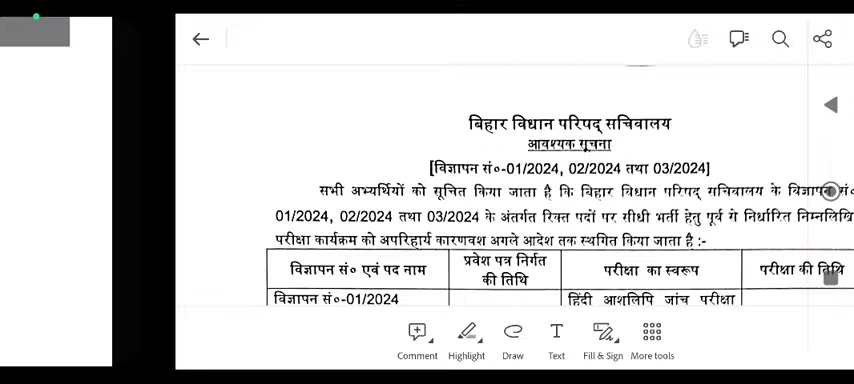 बिहार विधान परिषद् सचिवालय
आवश्यक सूचना
[विज्ञापन सं०-01/2024, 02/2024 तथा 03/2024]
सभी अभ्यर्थियों को सूचित किया जाता है कि बिहार विधान परिषद् सचिवालय के विज्ञापन सं०
01/2024, 02/2024 तथा 03/2024 के अंतर्गत रिक्त पदों पर सीधी भर्ती हेतु पूर्व में निर्धारित
परीक्षा कार्यक्रम को अपरिहार्य कारणवश अगले आदेश तक स्थगित किया जाता है :-
विज्ञापन सं० एवं पद नाम प्रवेश पत्र निर्गत की तिथि परीक्षा का स्वरूप परीक्षा की तिथि
विज्ञापन सं०-01/2024 हिंदी आशुलिपि जांच परीक्षा
Comment Highlight Draw Text Fill & Sign More tools